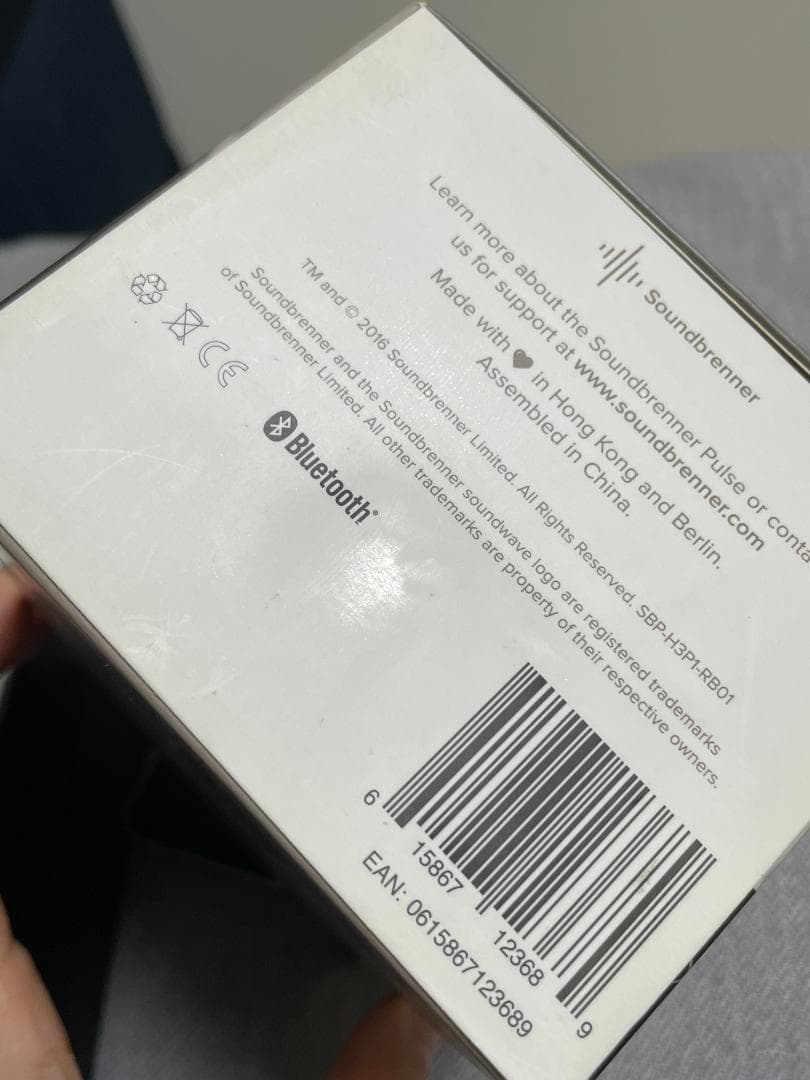 Soundbrenner
Learn more about the Soundbrenner Pulse or
us for support at www.soundbrenner.com
Made with ♥ in Hong Kong and Berlin.
Assembled in China.
TM and © 2016 Soundbrenner Limited. All Rights Reserved. SBP-H3P1-RB01
Soundbrenner and the Soundbrenner soundwave logo are registered trademarks
of Soundbrenner Limited. All other trademarks are property of their respective owners.
CE
Bluetooth®
6 15867 12368 9
EAN: 0615867123689